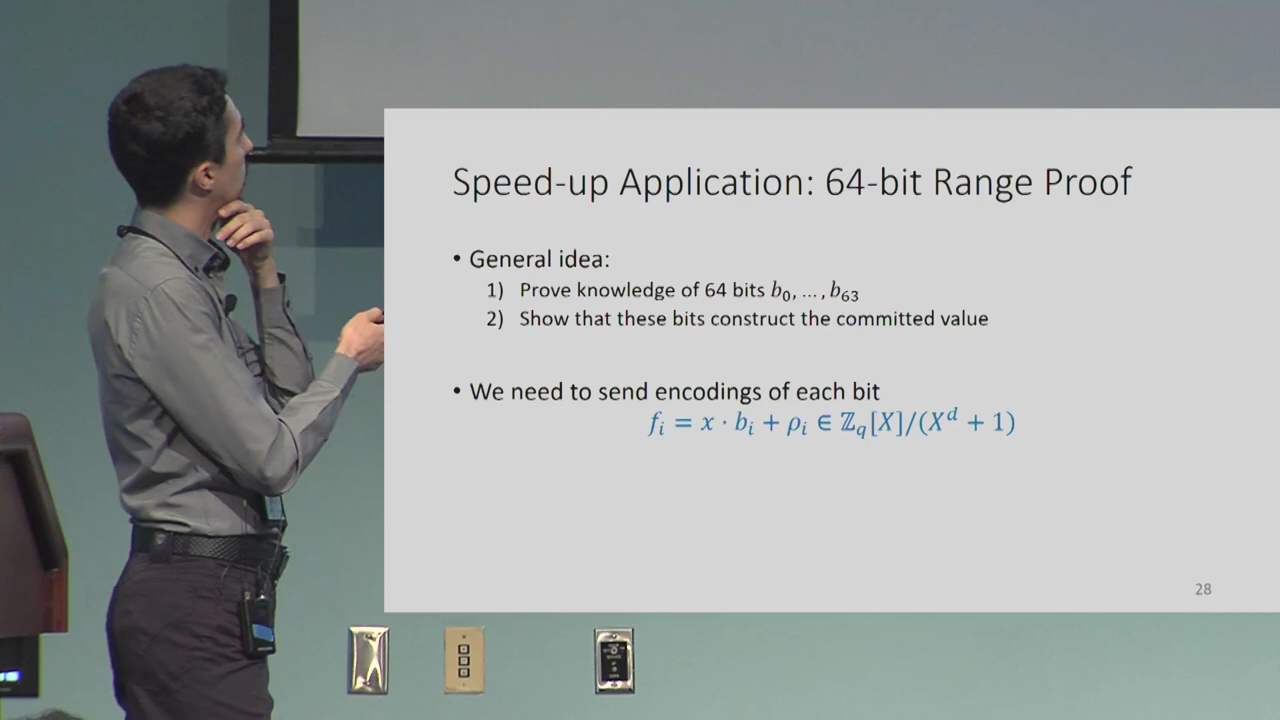 Speed-up Application: 64-bit Range Proof
• General idea:
1) Prove knowledge of 64 bits b₀, … , b₆₃
2) Show that these bits construct the committed value
• We need to send encodings of each bit
fᵢ = x · bᵢ + ρᵢ ∈ ℤ_q[X]/(X^d + 1)
28